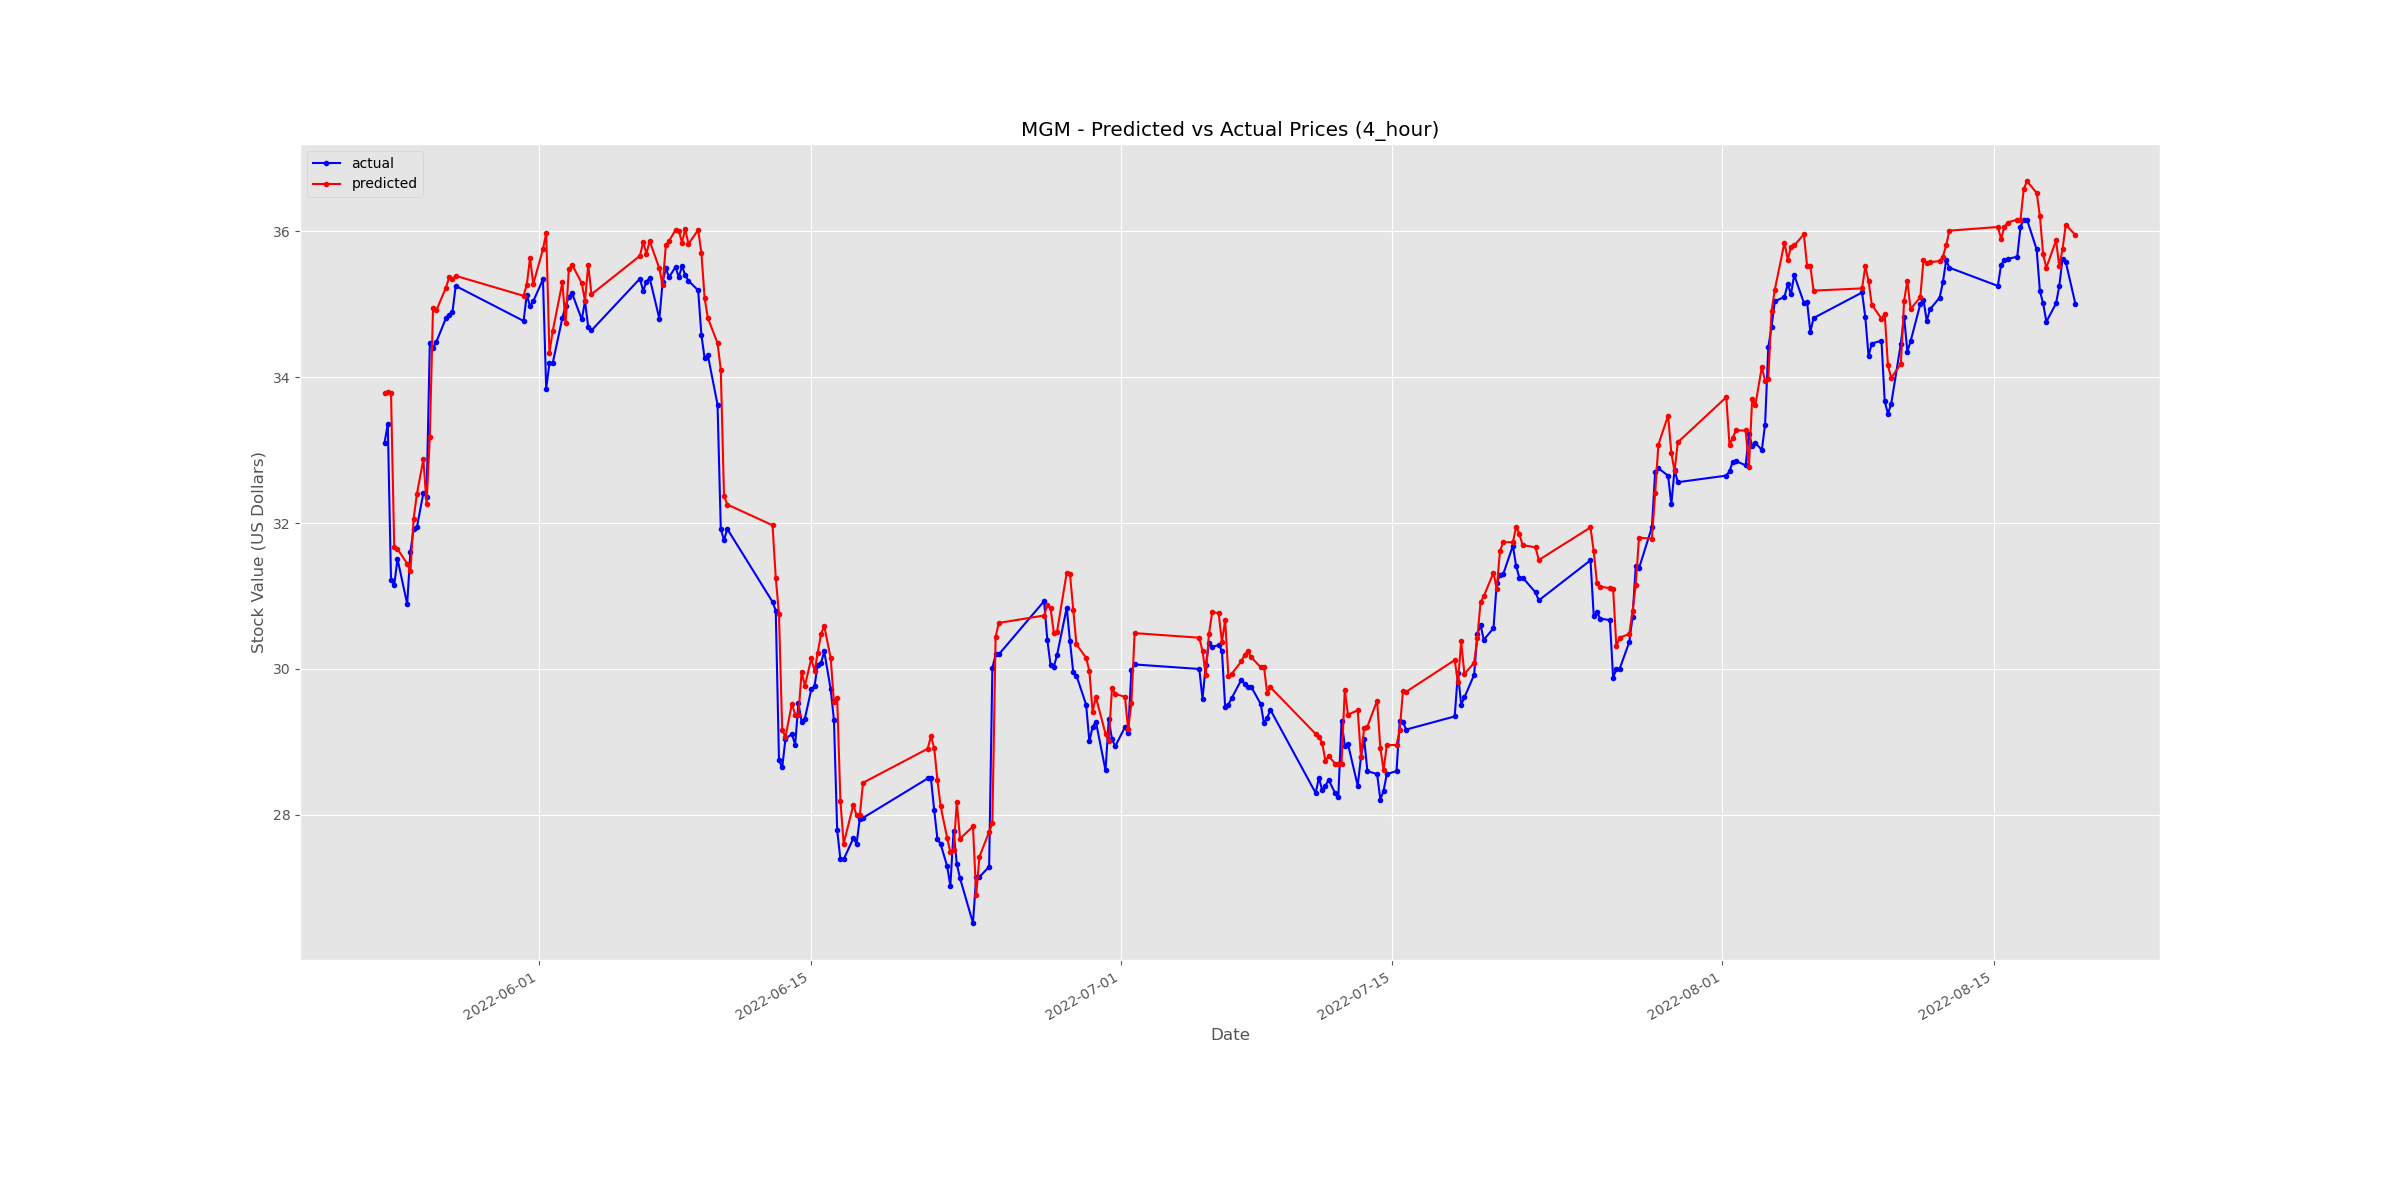 MGM - Predicted vs Actual Prices (4_hour)
actual
predicted
36
34
32
30
28
Stock Value (US Dollars)
2022-06-01
2022-06-15
2022-07-01
2022-07-15
2022-08-01
2022-08-15
Date